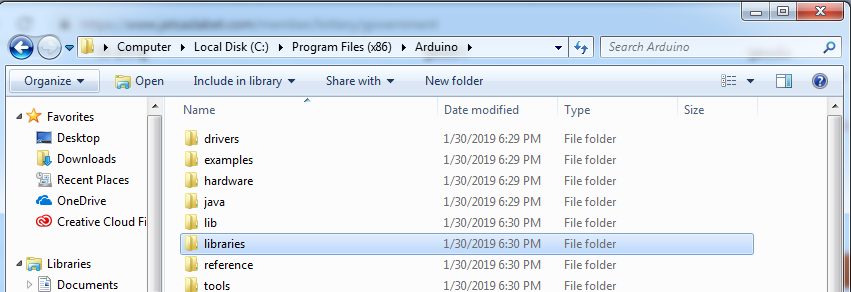 Computer Local Disk (C:) Program Files (x86) Arduino Search Arduino
Organize Open Include in library Share with New folder
Name Date modified Type Size
Favorites
Desktop
Downloads
Recent Places
OneDrive
Creative Cloud Fi
Libraries
Documents
drivers 1/30/2019 6:29 PM File folder
examples 1/30/2019 6:29 PM File folder
hardware 1/30/2019 6:29 PM File folder
java 1/30/2019 6:29 PM File folder
lib 1/30/2019 6:30 PM File folder
libraries 1/30/2019 6:30 PM File folder
reference 1/30/2019 6:30 PM File folder
tools 1/30/2019 6:30 PM File folder